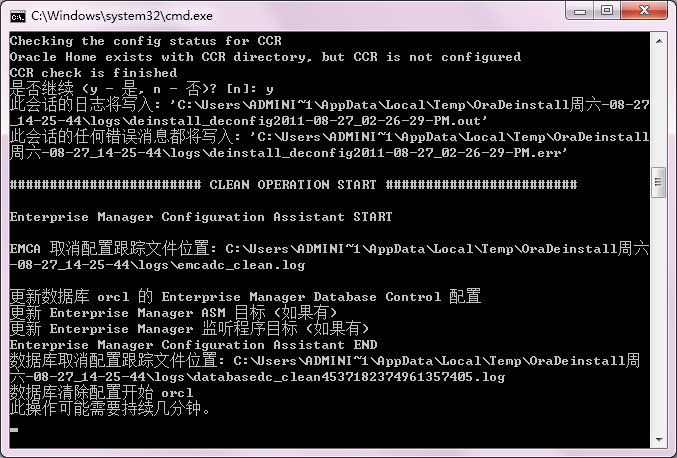 C:\Windows\system32\cmd.exe
Checking the config status for CCR
Oracle Home exists with CCR directory, but CCR is not configured
CCR check is finished
是否继续 (y - 是, n - 否)? [n]: y
此会话的日志将写入: 'C:\Users\ADMINI~1\AppData\Local\Temp\OraDeinstall周六-08-27
_14-25-44\logs\deinstall_deconfig2011-08-27_02-26-29-PM.out'
此会话的任何错误消息都将写入: 'C:\Users\ADMINI~1\AppData\Local\Temp\OraDeinstall
周六-08-27_14-25-44\logs\deinstall_deconfig2011-08-27_02-26-29-PM.err'
######################## CLEAN OPERATION START ########################
Enterprise Manager Configuration Assistant START
EMCA 取消配置跟踪文件位置: C:\Users\ADMINI~1\AppData\Local\Temp\OraDeinstall周六
-08-27_14-25-44\logs\emcadc_clean.log
更新数据库 orcl 的 Enterprise Manager Database Control 配置
更新 Enterprise Manager ASM 目标 (如果有)
更新 Enterprise Manager 监听程序目标 (如果有)
Enterprise Manager Configuration Assistant END
数据库取消配置跟踪文件位置: C:\Users\ADMINI~1\AppData\Local\Temp\OraDeinstall周
六-08-27_14-25-44\logs\databasedc_clean4537182374961357405.log
数据库清除配置开始 orcl
此操作可能需要持续几分钟。